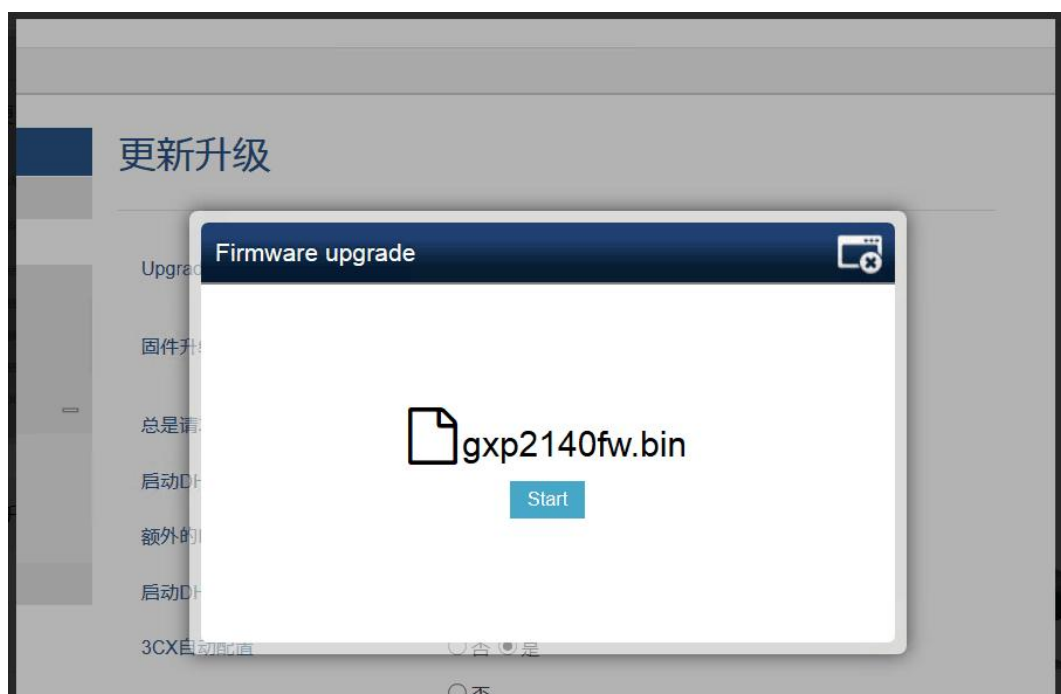 更新升级
Firmware upgrade
Upgrad
固件升
gxp2140fw.bin
总是请
启动DH
Start
额外的
启动DH
3CX自动配置 否 是
否